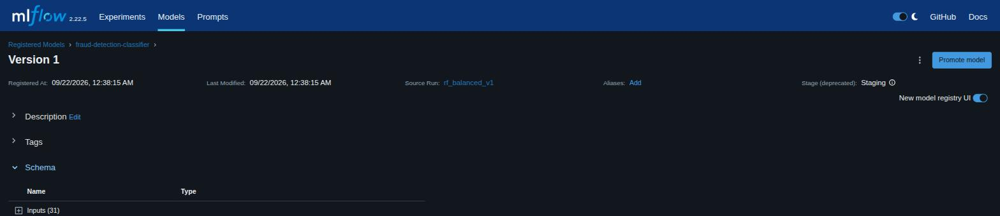 mlflow 2.22.5 Experiments Models Prompts GitHub Docs
Registered Models › fraud-detection-classifier ›
Version 1 Promote model
Registered At: 09/22/2026, 12:38:15 AM Last Modified: 09/22/2026, 12:38:15 AM Source Run: rf_balanced_v1 Aliases: Add Stage (deprecated): Staging
New model registry UI
Description Edit
Tags
Schema
Name Type
Inputs (31)